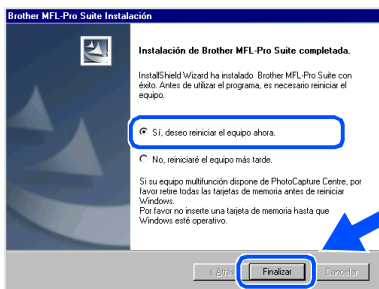 Brother MFL-Pro Suite Instalación
Instalación de Brother MFL-Pro Suite completada.
InstallShield Wizard ha instalado Brother MFL-Pro Suite con
éxito. Antes de utilizar el programa, es necesario reiniciar el
equipo.
Sí, deseo reiniciar el equipo ahora.
No, reiniciaré el equipo más tarde.
Si su equipo multifunción dispone de PhotoCapture Centre, por
favor retire todas las tarjetas de memoria antes de reiniciar
Windows.
Por favor no inserte una tarjeta de memoria hasta que
Windows esté operativo.
< Atrás Finalizar Cancelar